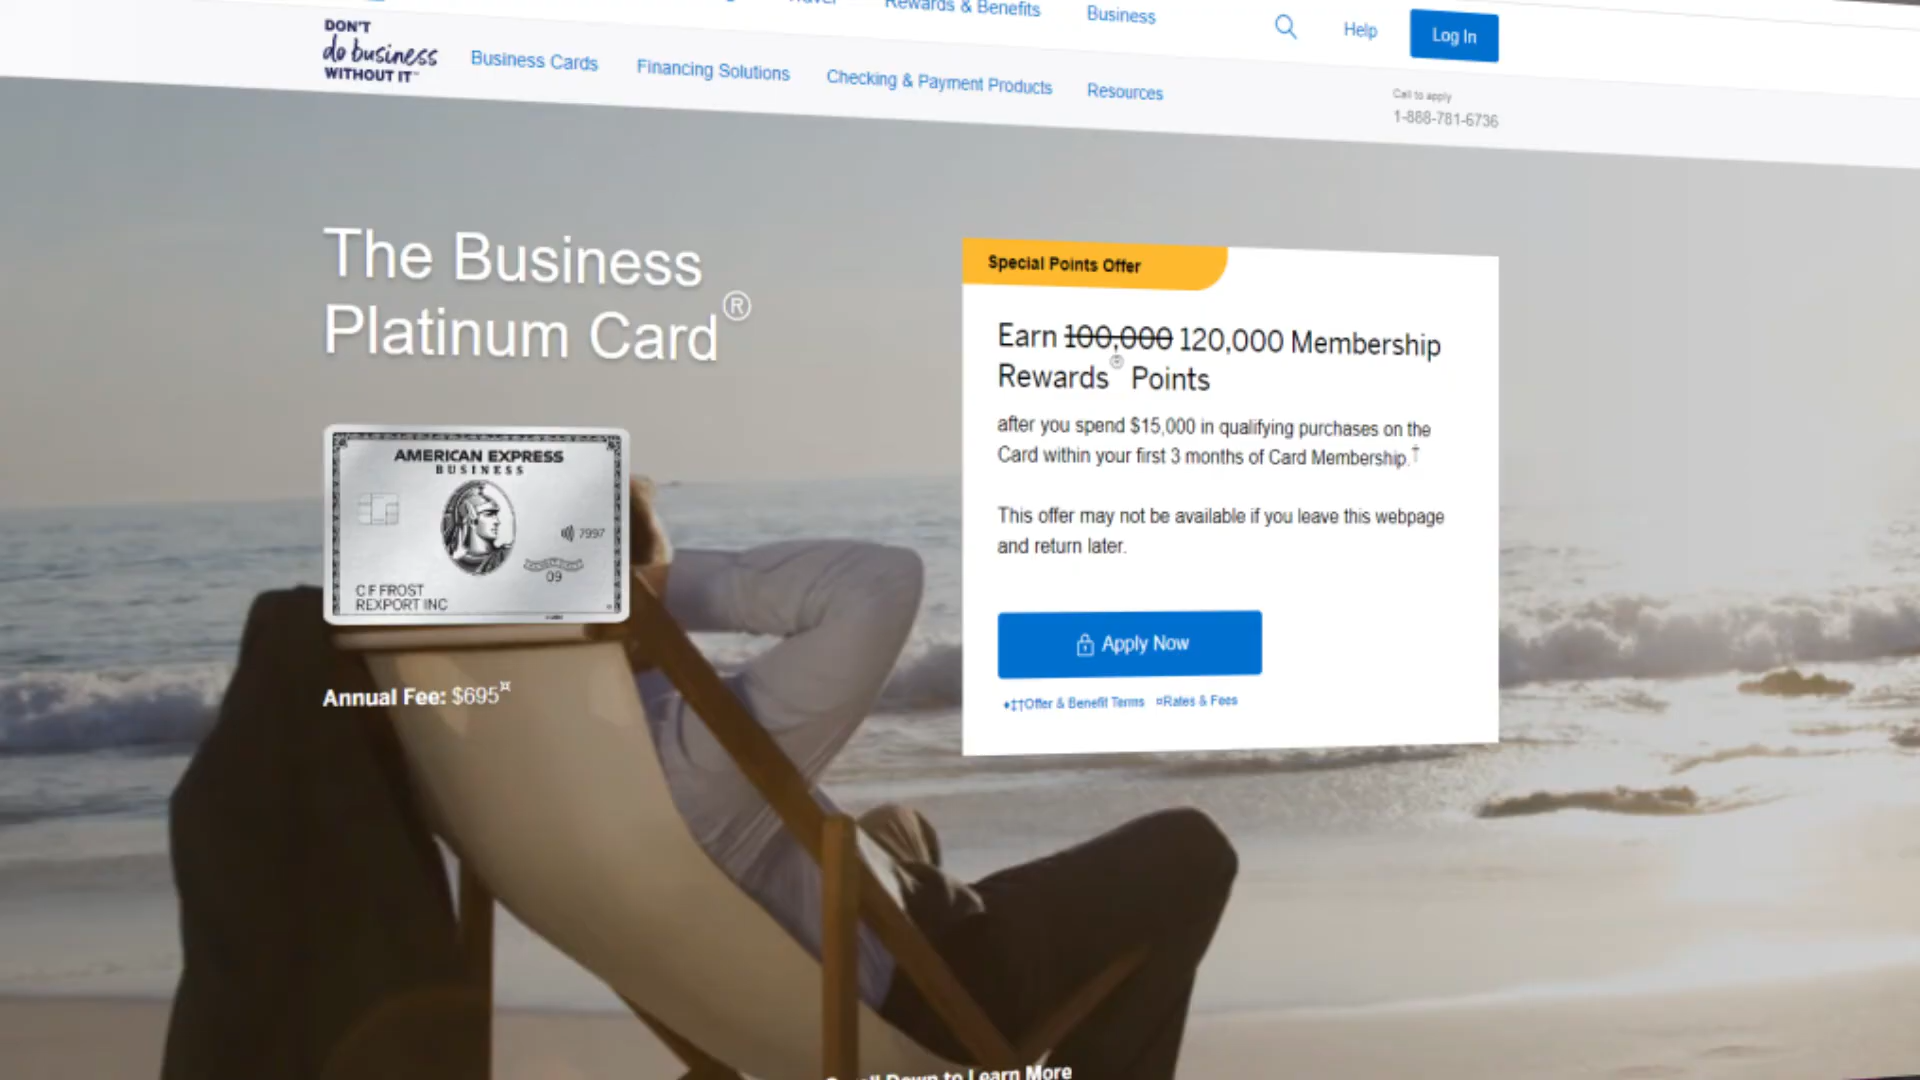 Rewards & Benefits
Business
Help
Log In
DON'T
do business
WITHOUT IT™
Business Cards
Financing Solutions
Checking & Payment Products
Resources
Call to apply
1-888-781-6736
The Business
Platinum Card®
AMERICAN EXPRESS
BUSINESS
7997
09
C F FROST
REXPORT INC
Annual Fee: $695¤
Special Points Offer
Earn 100,000 120,000 Membership
Rewards® Points
after you spend $15,000 in qualifying purchases on the
Card within your first 3 months of Card Membership.†
This offer may not be available if you leave this webpage
and return later.
Apply Now
♦‡†Offer & Benefit Terms ¤Rates & Fees
Down to Learn More